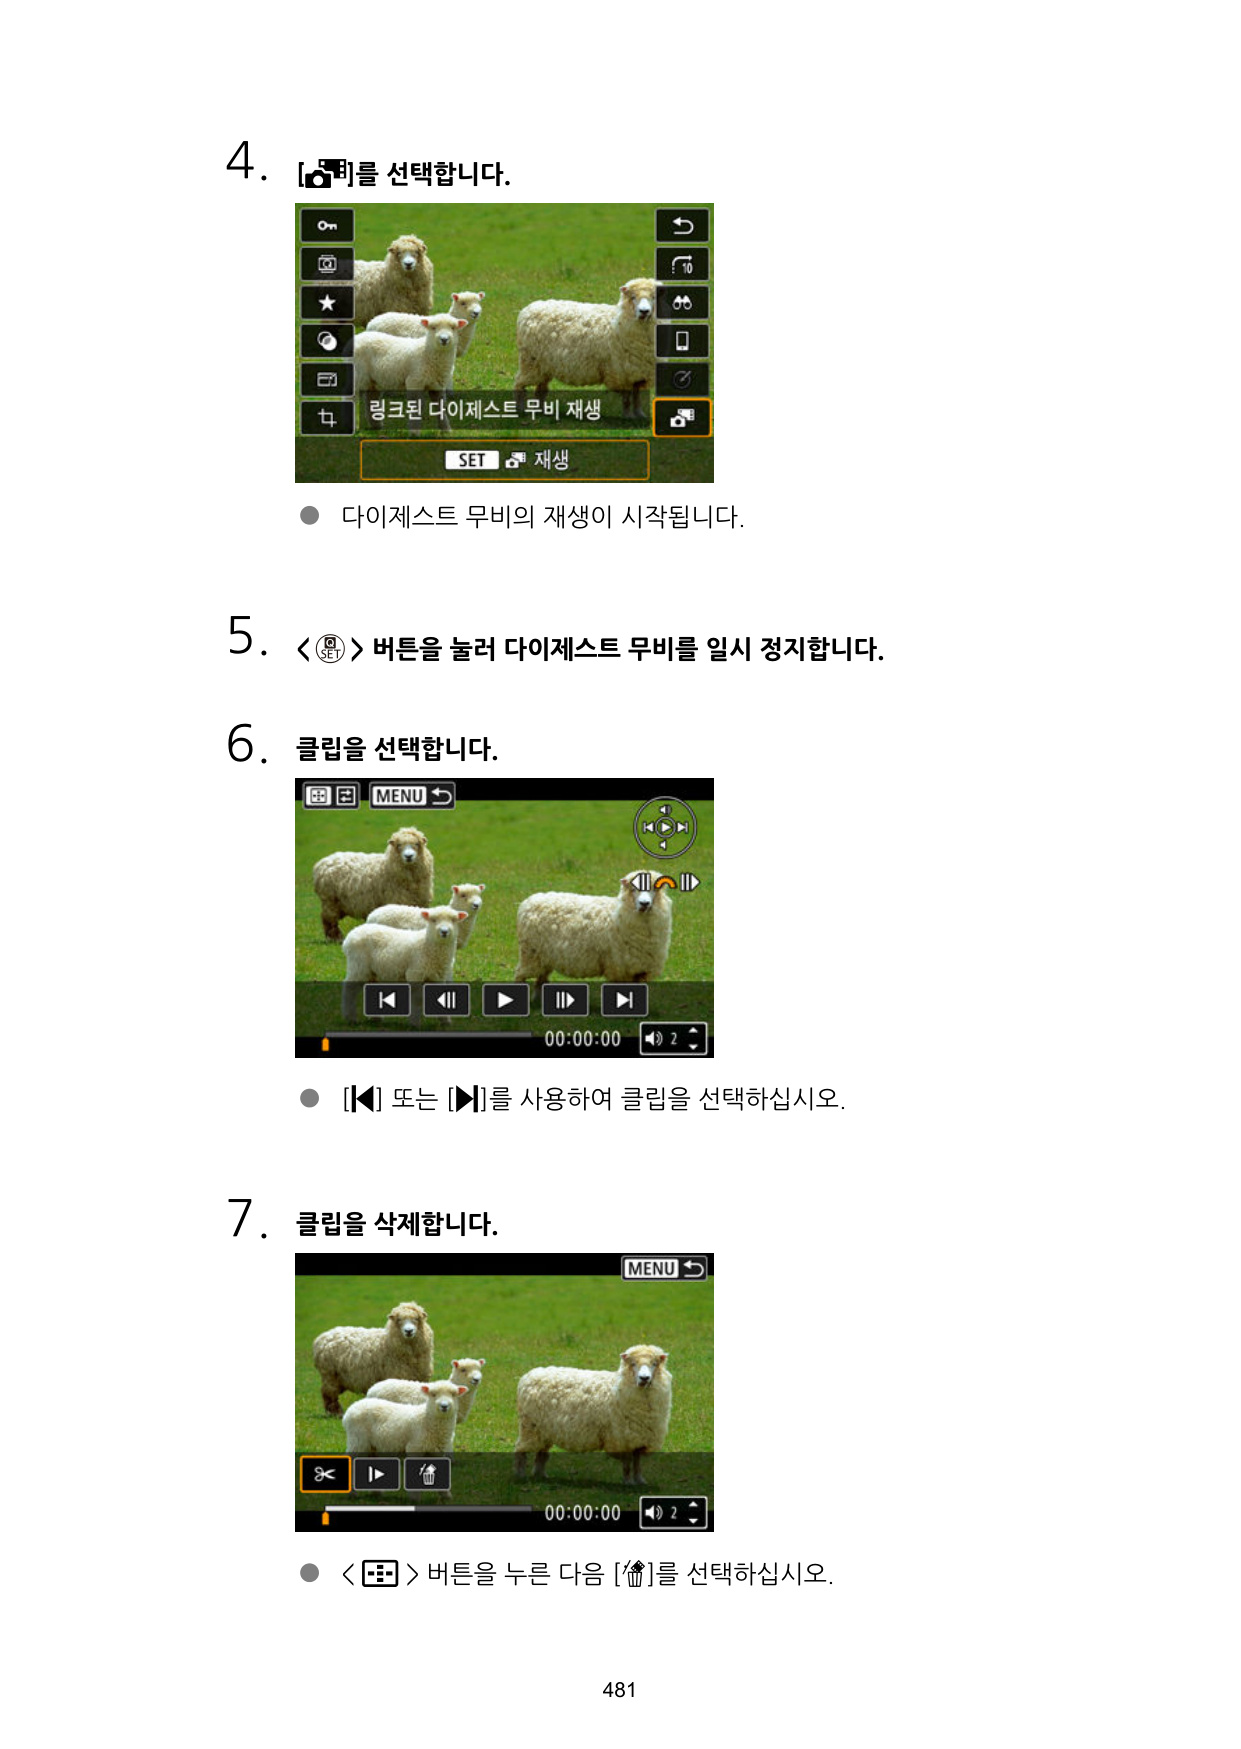 4. []를 선택합니다.
10
링크된 다이제스트 무비 재생
SET 재생
● 다이제스트 무비의 재생이 시작됩니다.
5. < Q SET > 버튼을 눌러 다이제스트 무비를 일시 정지합니다.
6. 클립을 선택합니다.
MENU
00:00:00 2
● [] 또는 []를 사용하여 클립을 선택하십시오.
7. 클립을 삭제합니다.
MENU
00:00:00 2
● < > 버튼을 누른 다음 []를 선택하십시오.
481